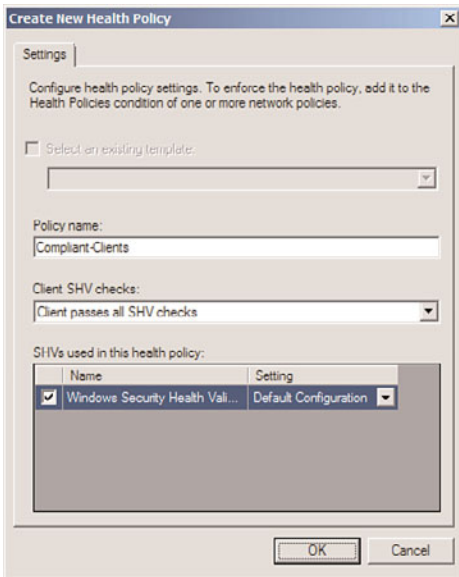 Create New Health Policy
Settings
Configure health policy settings. To enforce the health policy, add it to the
Health Policies condition of one or more network policies.
Select an existing template:
Policy name:
Compliant-Clients
Client SHV checks:
Client passes all SHV checks
SHVs used in this health policy:
Name Setting
Windows Security Health Vali... Default Configuration
OK Cancel